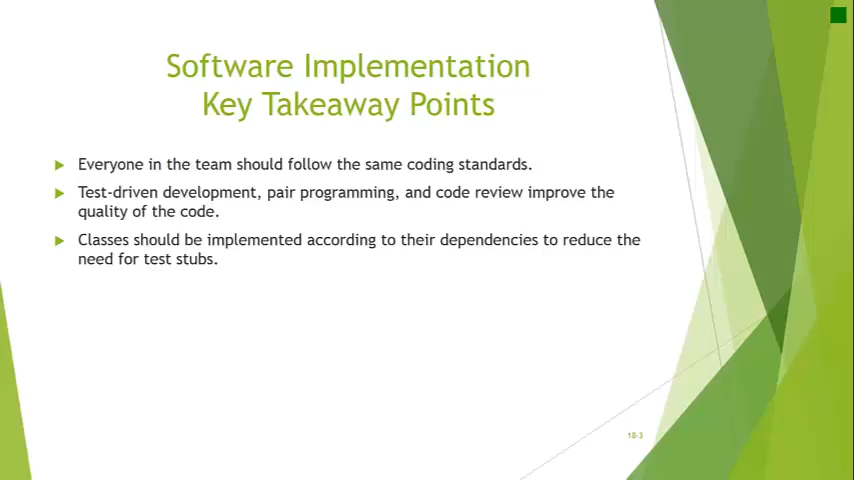 Software Implementation
Key Takeaway Points
Everyone in the team should follow the same coding standards.
Test-driven development, pair programming, and code review improve the
quality of the code.
Classes should be implemented according to their dependencies to reduce the
need for test stubs.
18-3